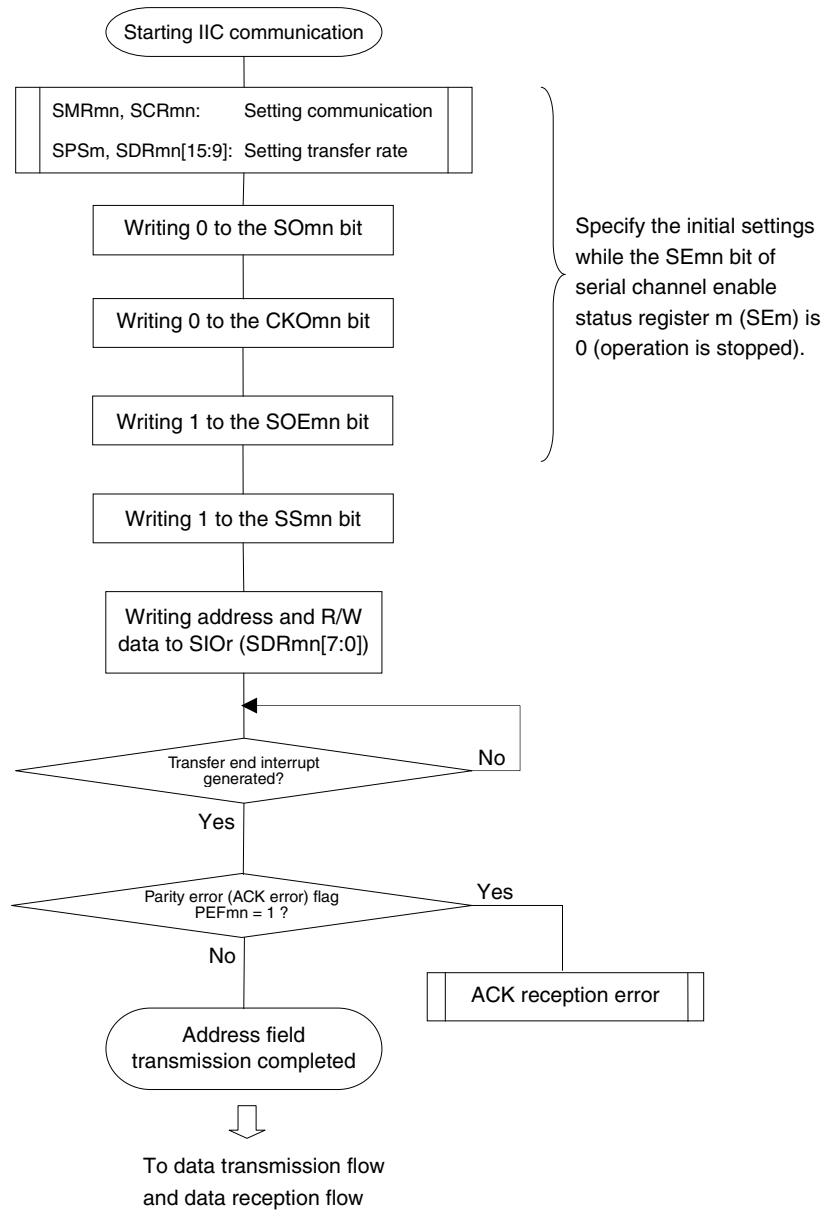 Starting IIC communication
SMRmn, SCRmn: Setting communication
SPSm, SDRmn[15:9]: Setting transfer rate
Writing 0 to the SOmn bit
Writing 0 to the CKOmn bit
Writing 1 to the SOEmn bit
Specify the initial settings
while the SEmn bit of
serial channel enable
status register m (SEm) is
0 (operation is stopped).
Writing 1 to the SSmn bit
Writing address and R/W
data to SIOr (SDRmn[7:0])
Transfer end interrupt
generated?
No
Yes
Parity error (ACK error) flag
PEFmn = 1 ?
Yes
No
ACK reception error
Address field
transmission completed
To data transmission flow
and data reception flow